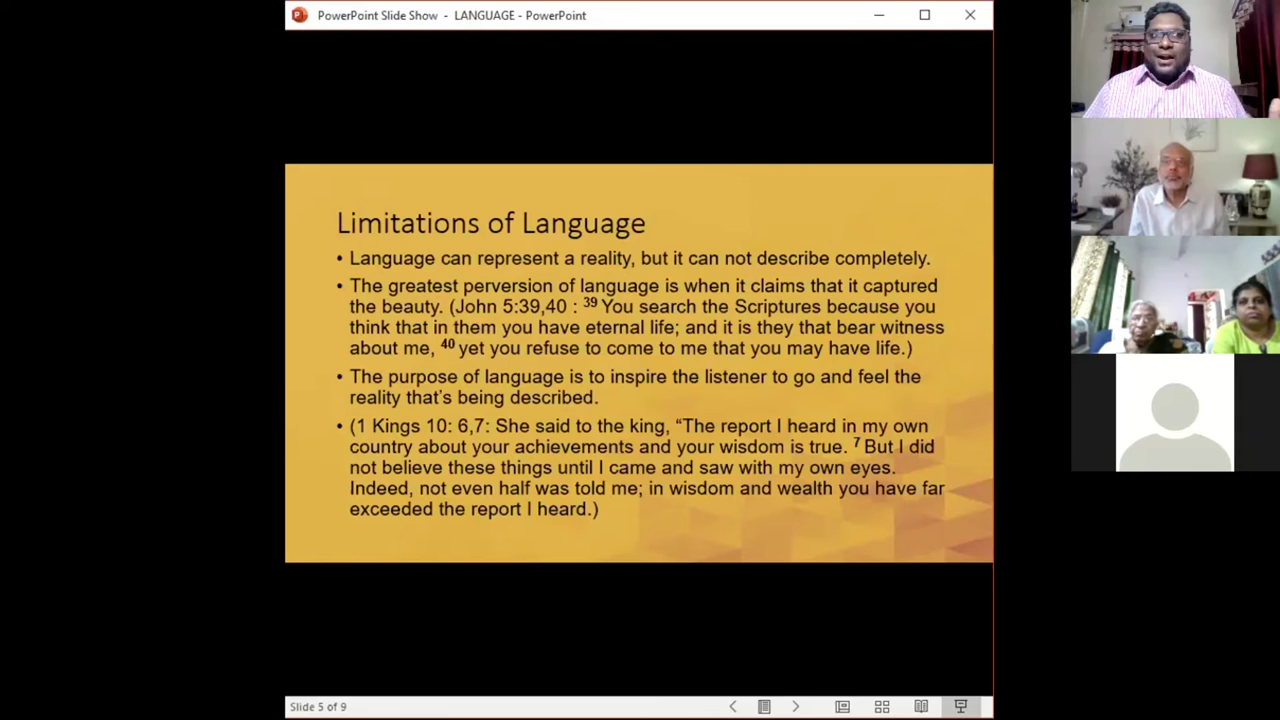 PowerPoint Slide Show - LANGUAGE - PowerPoint
Limitations of Language
• Language can represent a reality, but it can not describe completely.
• The greatest perversion of language is when it claims that it captured
the beauty. (John 5:39,40 : 39 You search the Scriptures because you
think that in them you have eternal life; and it is they that bear witness
about me, 40 yet you refuse to come to me that you may have life.)
• The purpose of language is to inspire the listener to go and feel the
reality that's being described.
• (1 Kings 10: 6,7: She said to the king, “The report I heard in my own
country about your achievements and your wisdom is true. 7 But I did
not believe these things until I came and saw with my own eyes.
Indeed, not even half was told me; in wisdom and wealth you have far
exceeded the report I heard.)
Slide 5 of 9